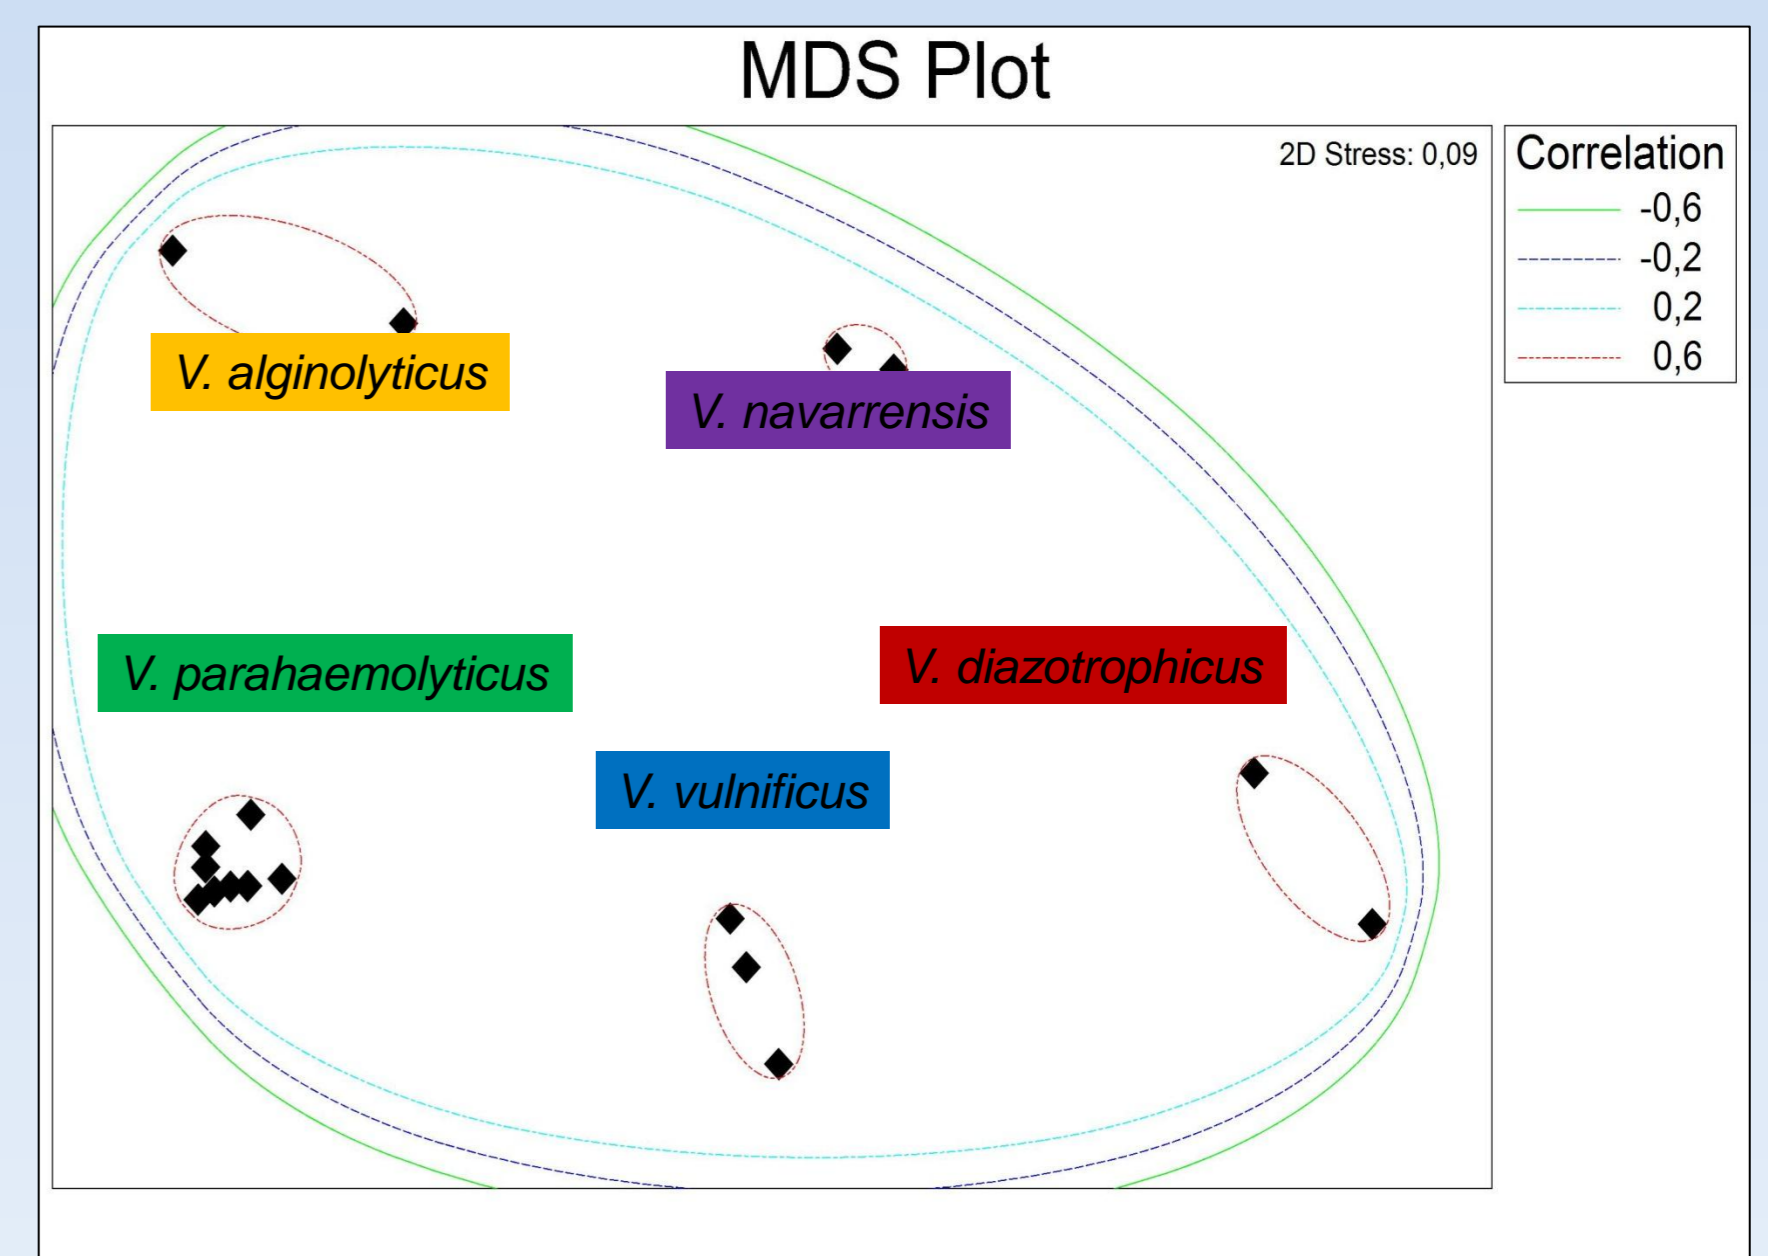 MDS Plot
2D Stress: 0,09
Correlation
-0,6
-0,2
0,2
0,6
V. alginolyticus
V. navarrensis
V. parahaemolyticus
V. diazotrophicus
V. vulnificus